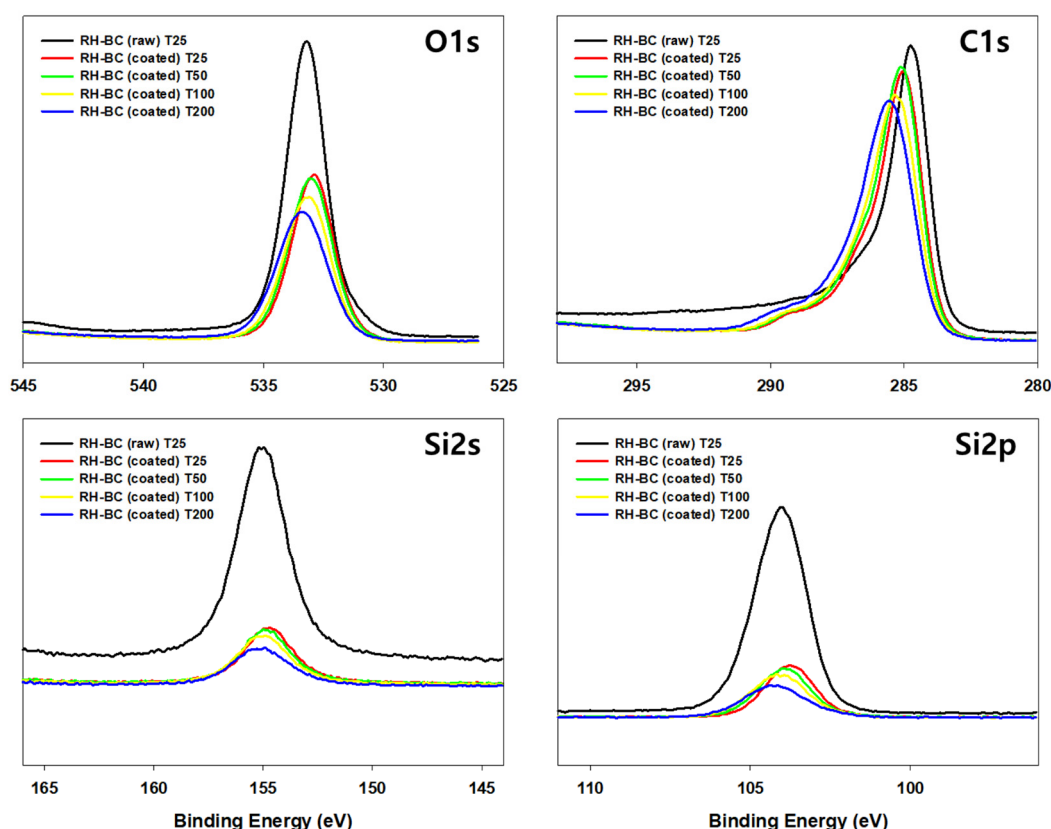 O1s
RH-BC (raw) T25
RH-BC (coated) T25
RH-BC (coated) T50
RH-BC (coated) T100
RH-BC (coated) T200
545 540 535 530 525
C1s
RH-BC (raw) T25
RH-BC (coated) T25
RH-BC (coated) T50
RH-BC (coated) T100
RH-BC (coated) T200
295 290 285 280
Si2s
RH-BC (raw) T25
RH-BC (coated) T25
RH-BC (coated) T50
RH-BC (coated) T100
RH-BC (coated) T200
165 160 155 150 145
Binding Energy (eV)
Si2p
RH-BC (raw) T25
RH-BC (coated) T25
RH-BC (coated) T50
RH-BC (coated) T100
RH-BC (coated) T200
110 105 100
Binding Energy (eV)